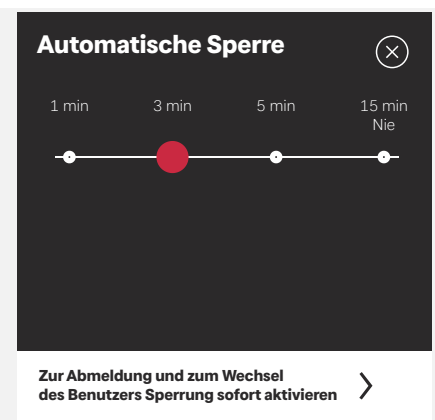 Automatische Sperre
1 min 3 min 5 min 15 min
Nie
Zur Abmeldung und zum Wechsel
des Benutzers Sperrung sofort aktivieren